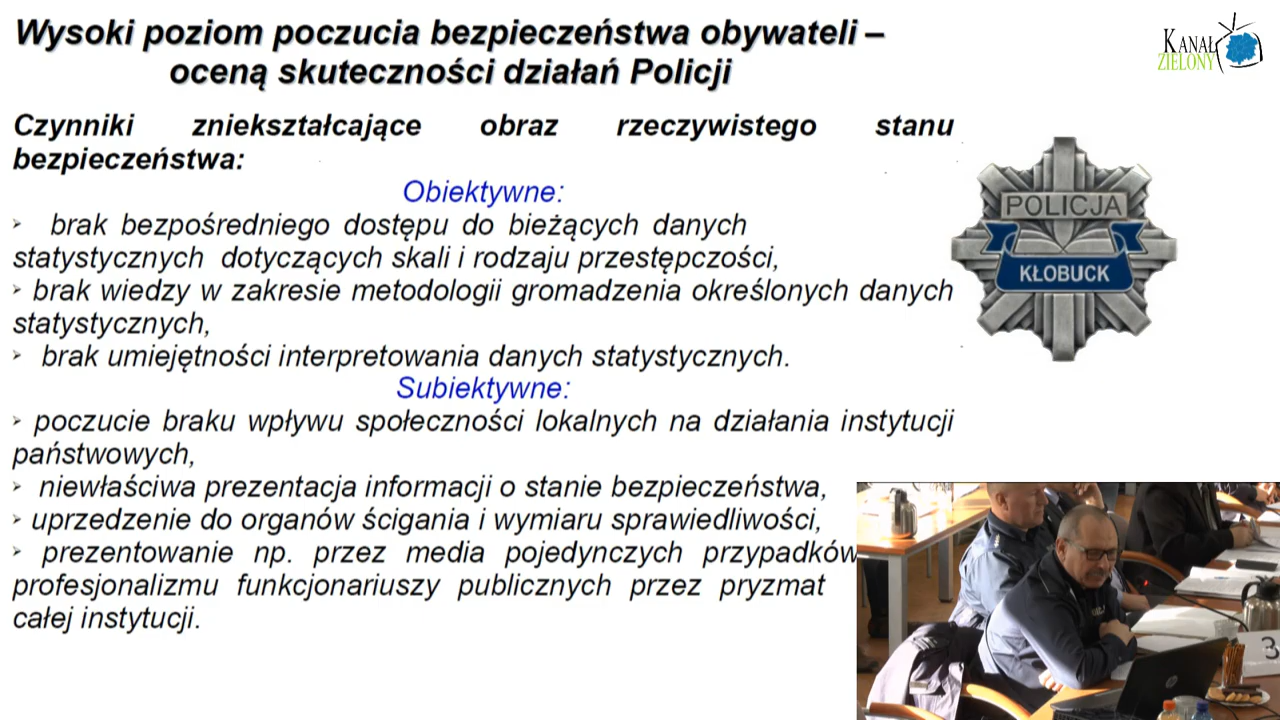 Wysoki poziom poczucia bezpieczeństwa obywateli –
oceną skuteczności działań Policji
KANAŁ
ZIELONY
Czynniki zniekształcające obraz rzeczywistego stanu
bezpieczeństwa:
Obiektywne:
brak bezpośredniego dostępu do bieżących danych
statystycznych dotyczących skali i rodzaju przestępczości,
brak wiedzy w zakresie metodologii gromadzenia określonych danych
statystycznych,
brak umiejętności interpretowania danych statystycznych.
Subiektywne:
poczucie braku wpływu społeczności lokalnych na działania instytucji
państwowych,
niewłaściwa prezentacja informacji o stanie bezpieczeństwa,
uprzedzenie do organów ścigania i wymiaru sprawiedliwości,
prezentowanie np. przez media pojedynczych przypadków
profesjonalizmu funkcjonariuszy publicznych przez pryzmat
całej instytucji.
POLICJA
KŁOBUCK
3